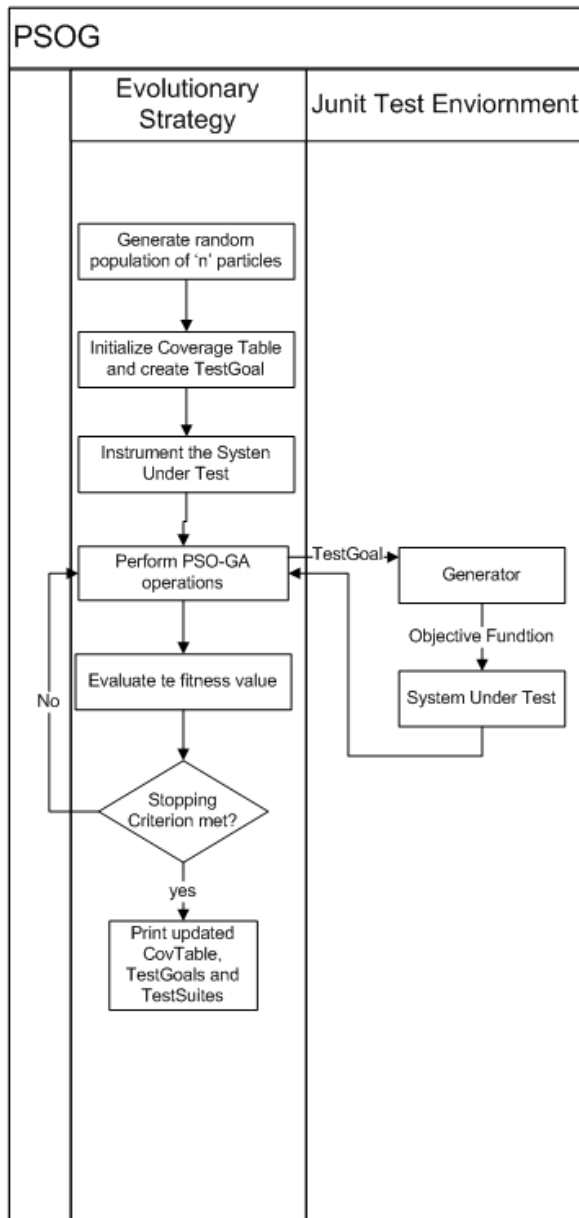 PSOG
Evolutionary
Strategy
Junit Test Enviornment
Generate random
population of ‘n’ particles
Initialize Coverage Table
and create TestGoal
Instrument the Systen
Under Test
Perform PSO-GA
operations
TestGoal
Generator
Objective Fundtion
System Under Test
Evaluate te fitness value
No
Stopping
Criterion met?
yes
Print updated
CovTable,
TestGoals and
TestSuites